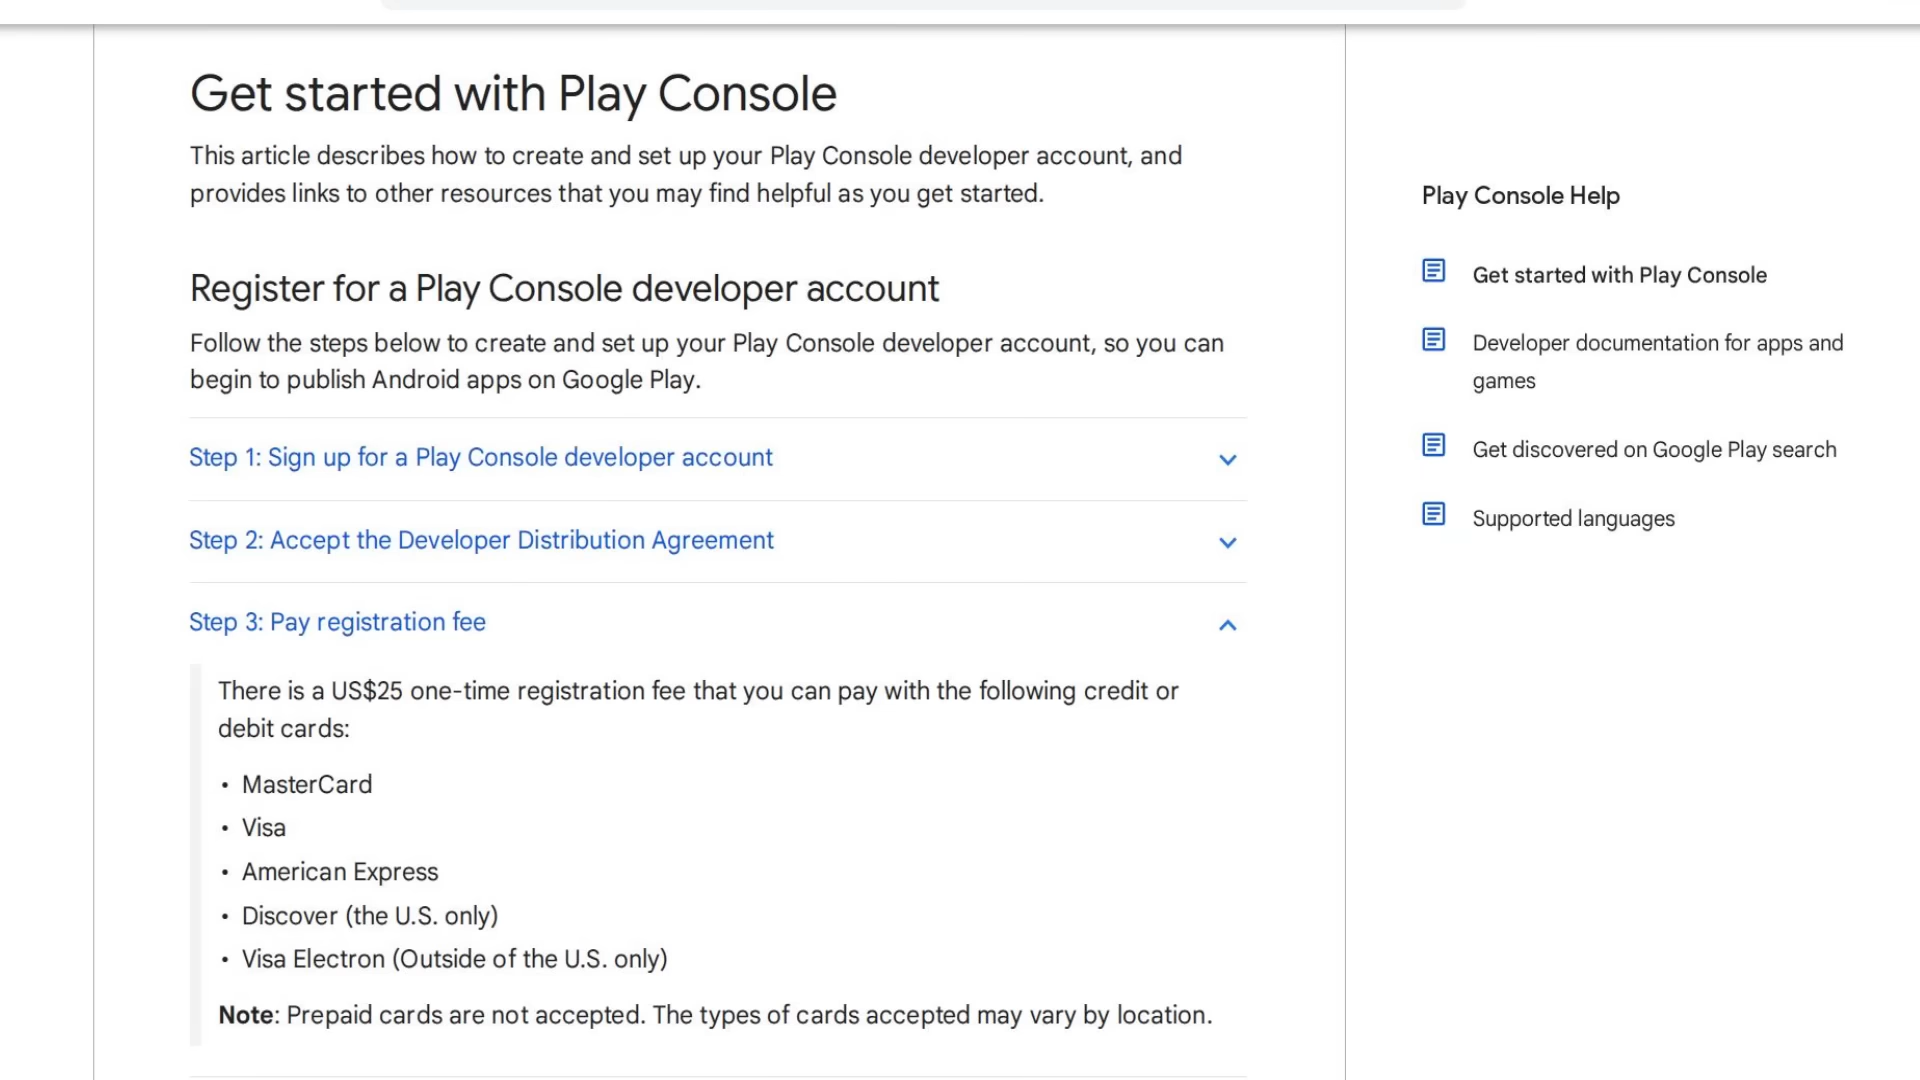 Get started with Play Console
This article describes how to create and set up your Play Console developer account, and
provides links to other resources that you may find helpful as you get started.
Register for a Play Console developer account
Follow the steps below to create and set up your Play Console developer account, so you can
begin to publish Android apps on Google Play.
Step 1: Sign up for a Play Console developer account
Step 2: Accept the Developer Distribution Agreement
Step 3: Pay registration fee
There is a US$25 one-time registration fee that you can pay with the following credit or
debit cards:
• MasterCard
• Visa
• American Express
• Discover (the U.S. only)
• Visa Electron (Outside of the U.S. only)
Note: Prepaid cards are not accepted. The types of cards accepted may vary by location.
Play Console Help
Get started with Play Console
Developer documentation for apps and
games
Get discovered on Google Play search
Supported languages